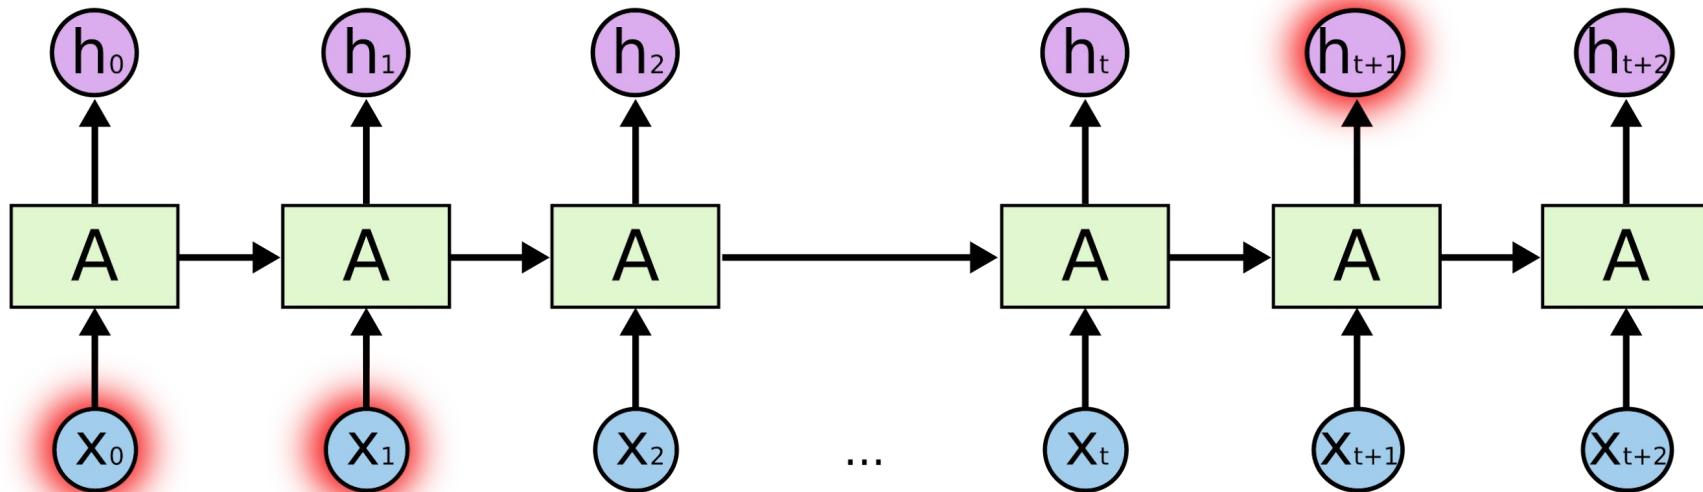 h₀ h₁ h₂ hₜ hₜ₊₁ hₜ₊₂
A A A A A A
x₀ x₁ x₂ ... xₜ xₜ₊₁ xₜ₊₂